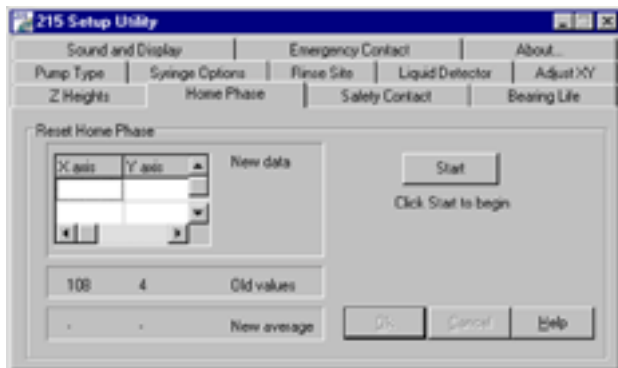 215 Setup Utility
Sound and Display Emergency Contact About...
Pump Type Syringe Options Rinse Site Liquid Detector Adjust XY
Z Heights Home Phase Safety Contact Bearing Life
Reset Home Phase
X axis Y axis New data
Start
Click Start to begin
108 4 Old values
- - New average
Ok Cancel Help